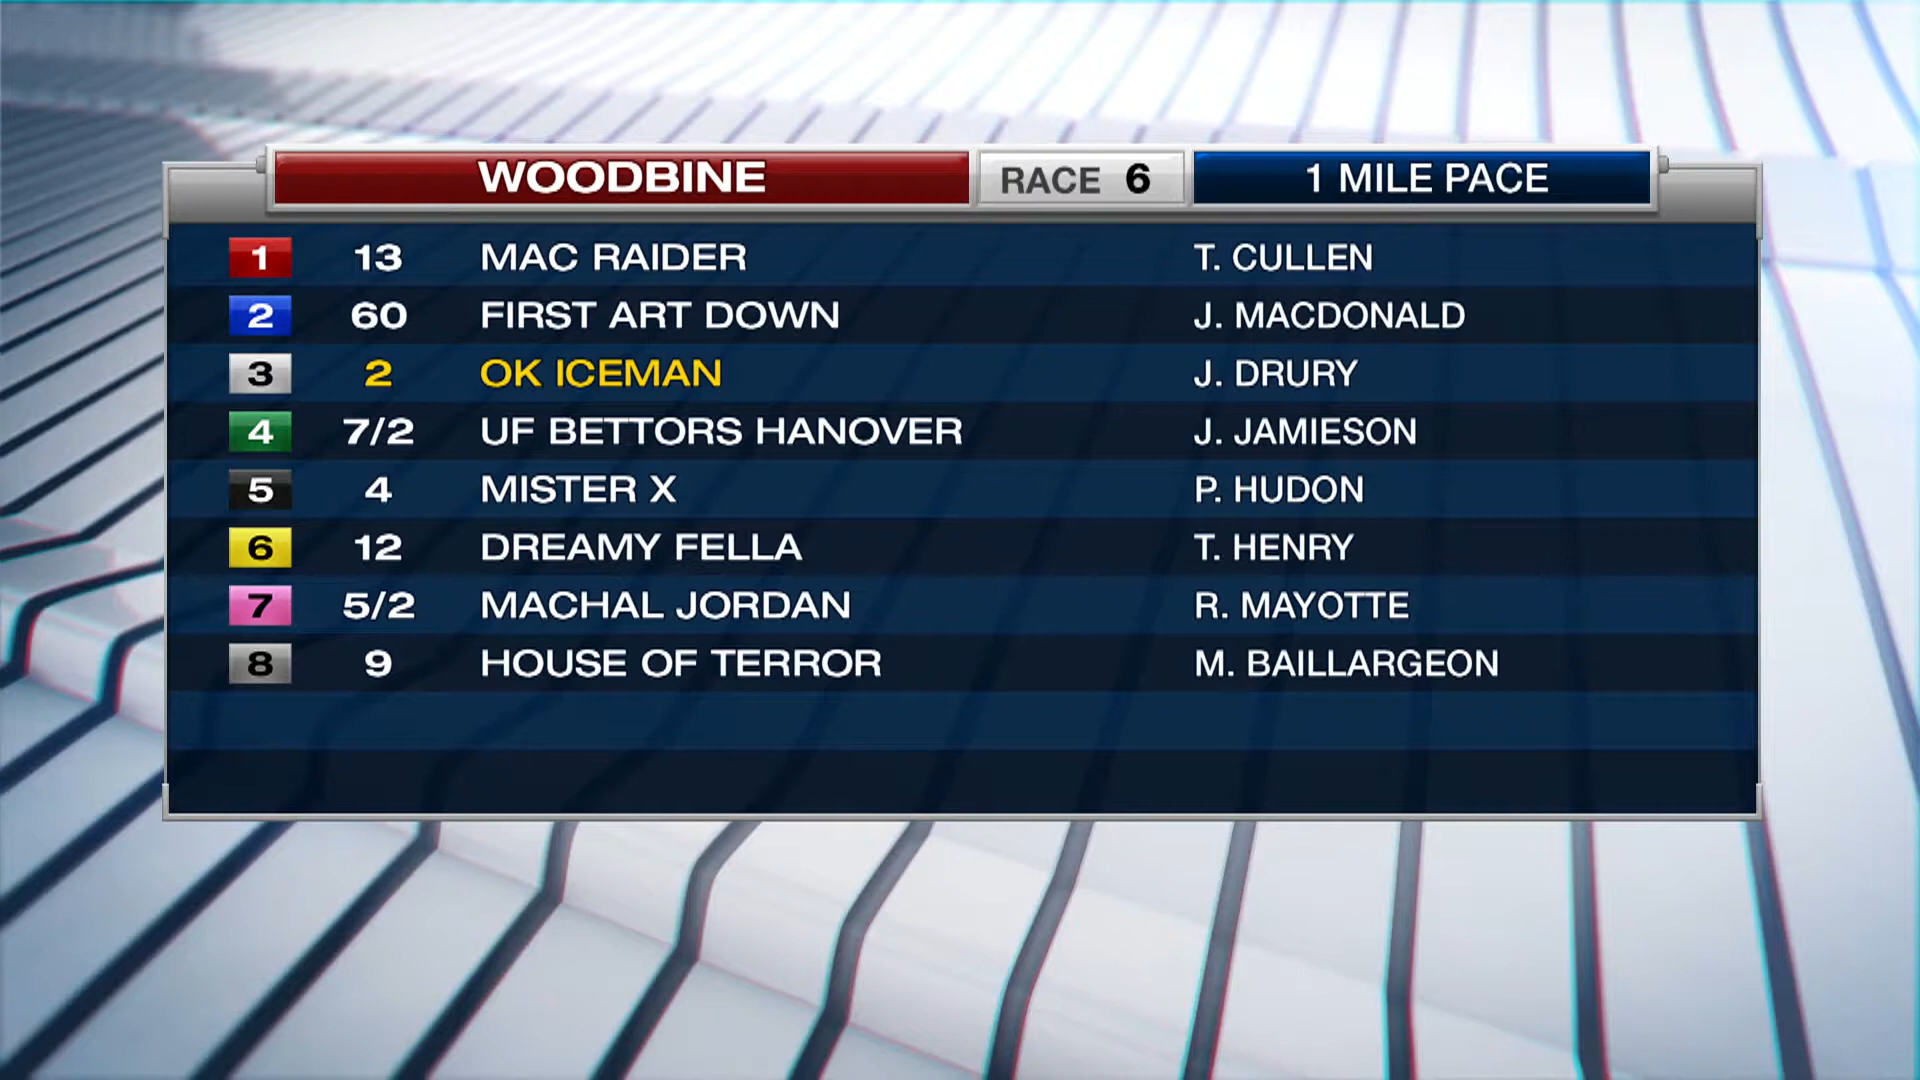 WOODBINE RACE 6 1 MILE PACE
1 13 MAC RAIDER T. CULLEN
2 60 FIRST ART DOWN J. MACDONALD
3 2 OK ICEMAN J. DRURY
4 7/2 UF BETTORS HANOVER J. JAMIESON
5 4 MISTER X P. HUDON
6 12 DREAMY FELLA T. HENRY
7 5/2 MACHAL JORDAN R. MAYOTTE
8 9 HOUSE OF TERROR M. BAILLARGEON